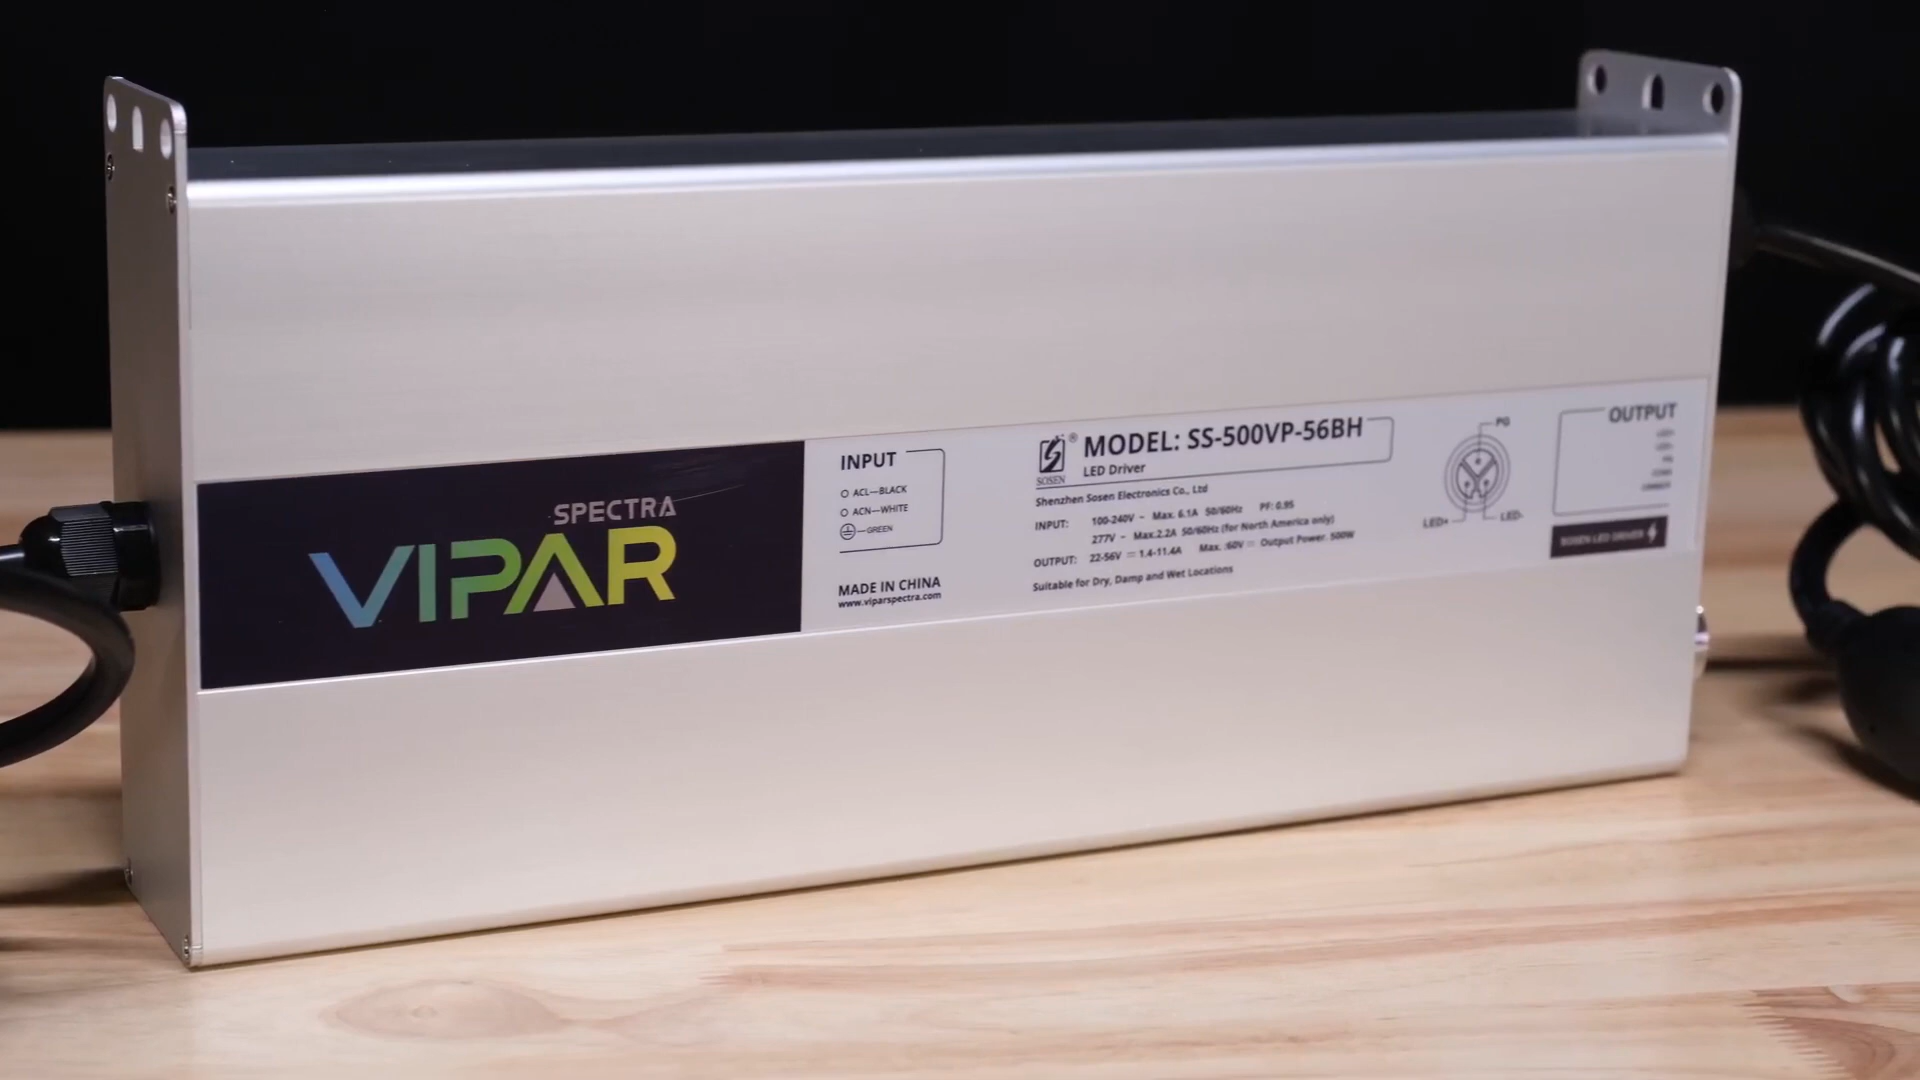 SPECTRA
VIPAR
INPUT
ACL—BLACK
ACN—WHITE
GREEN
MADE IN CHINA
www.viparspectra.com
SOSEN
®
MODEL: SS-500VP-56BH
LED Driver
Shenzhen Sosen Electronics Co., Ltd
INPUT: 100-240V ~ Max. 6.1A 50/60Hz PF: 0.95
277V ~ Max.2.2A 50/60Hz (for North America only)
OUTPUT: 22-56V ⎓ 1.4-11.4A Max. :60V ⎓ Output Power. 500W
Suitable for Dry, Damp and Wet Locations
PG
LED+
LED-
OUTPUT
SOSEN LED DRIVER